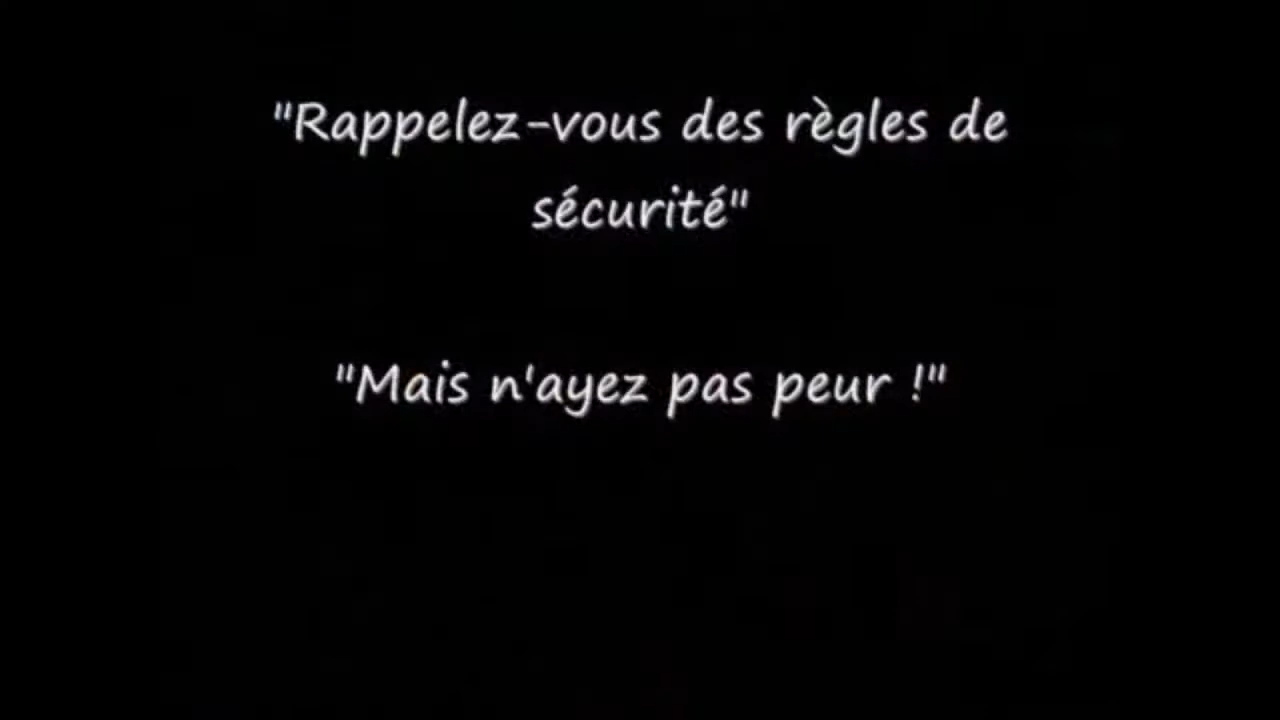 "Rappelez-vous des règles de
sécurité"
"Mais n'ayez pas peur !"